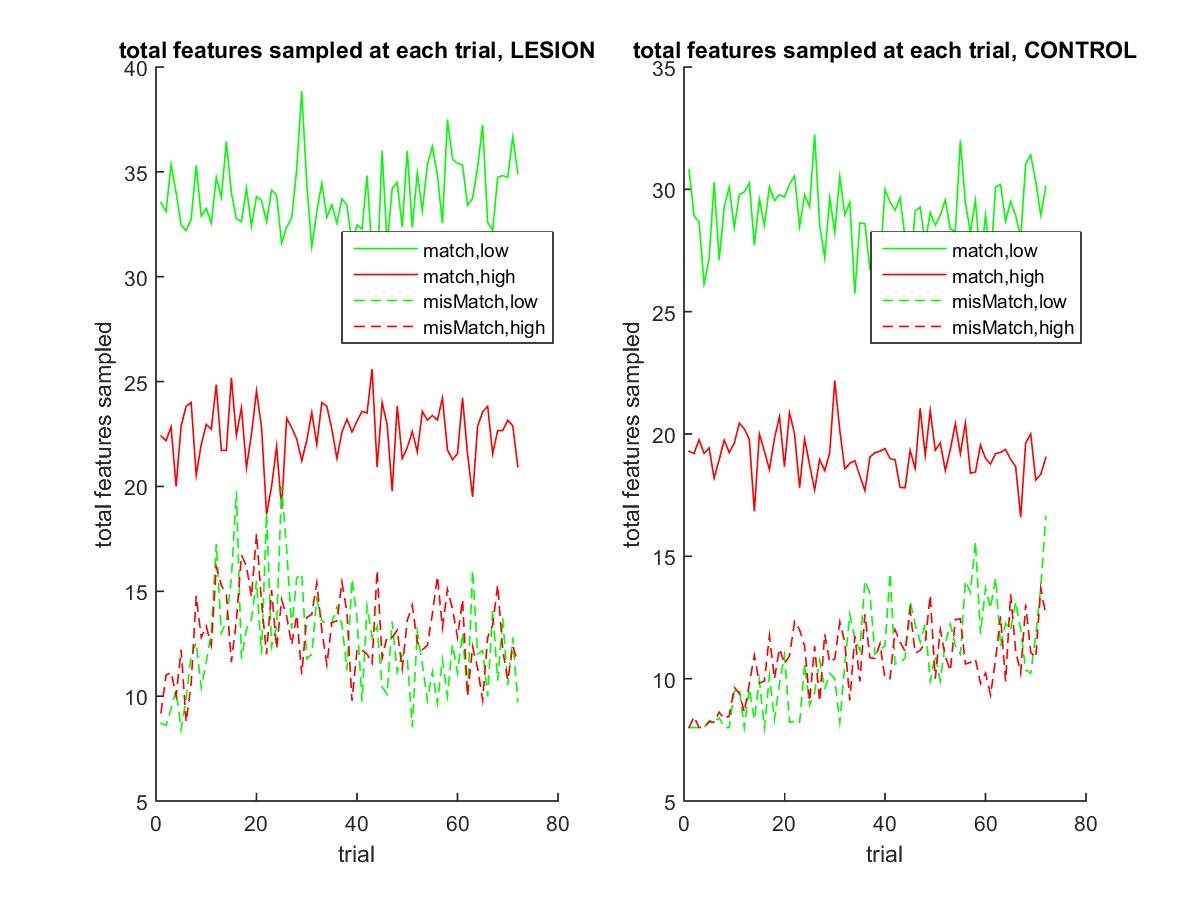 total features sampled at each trial, LESION
40
35
30
25
20
15
10
5
0
20
40
60
80
trial
total features sampled
match,low
match,high
misMatch,low
misMatch,high
total features sampled at each trial, CONTROL
35
30
25
20
15
10
5
0
20
40
60
80
trial
total features sampled
match,low
match,high
misMatch,low
misMatch,high